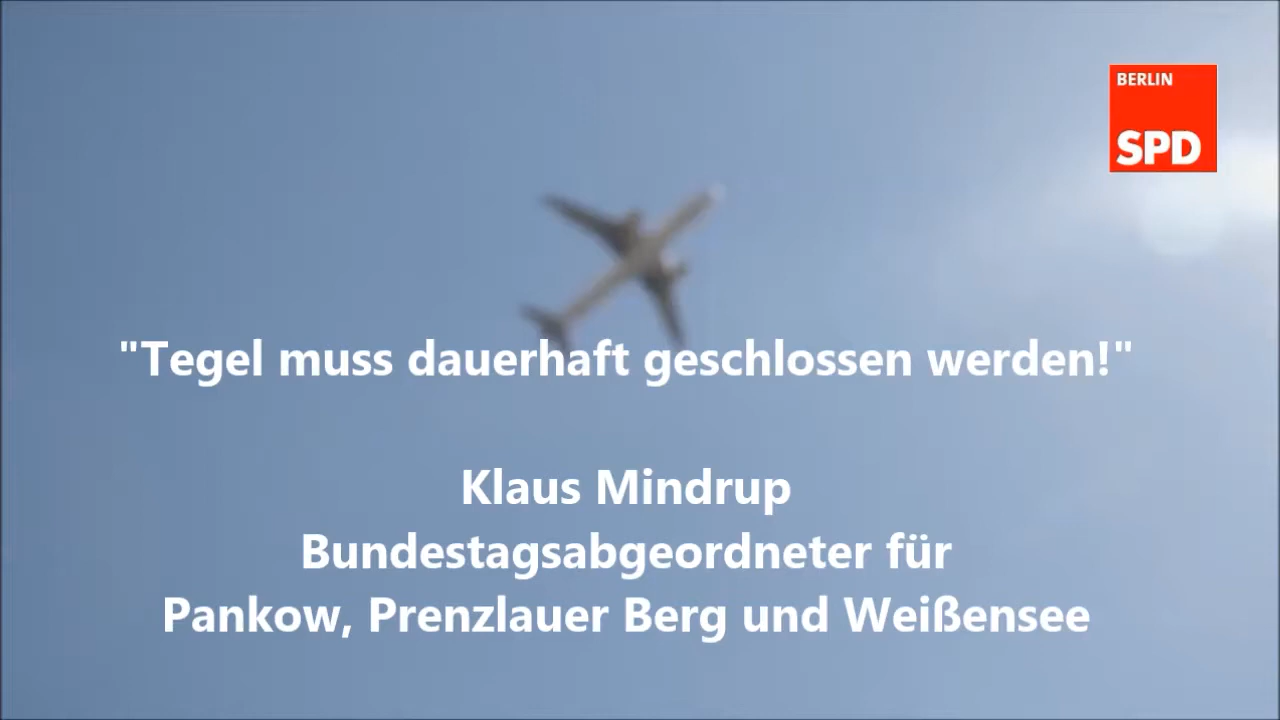 BERLIN
SPD
"Tegel muss dauerhaft geschlossen werden!"
Klaus Mindrup
Bundestagsabgeordneter für
Pankow, Prenzlauer Berg und Weißensee